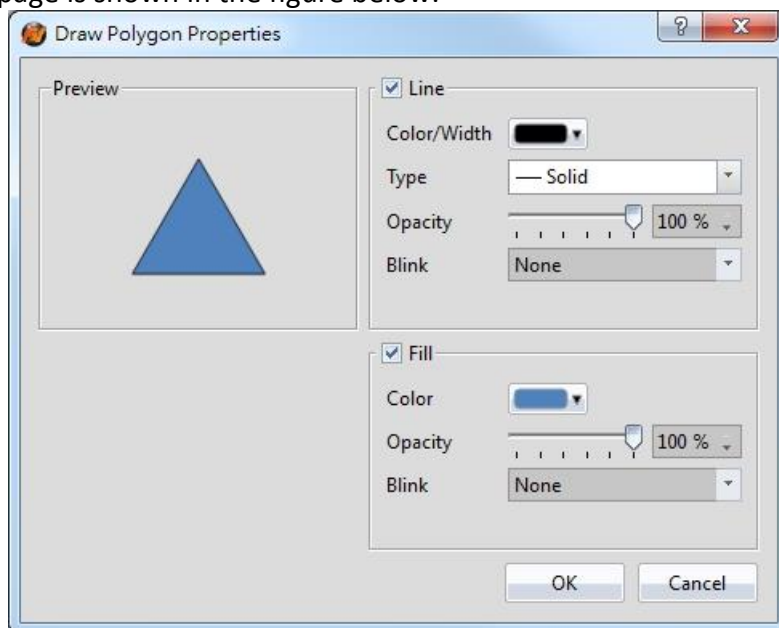 page is shown in the figure below.
Draw Polygon Properties
Preview
Line
Color/Width
Type
— Solid
Opacity
100 %
Blink
None
Fill
Color
Opacity
100 %
Blink
None
OK
Cancel